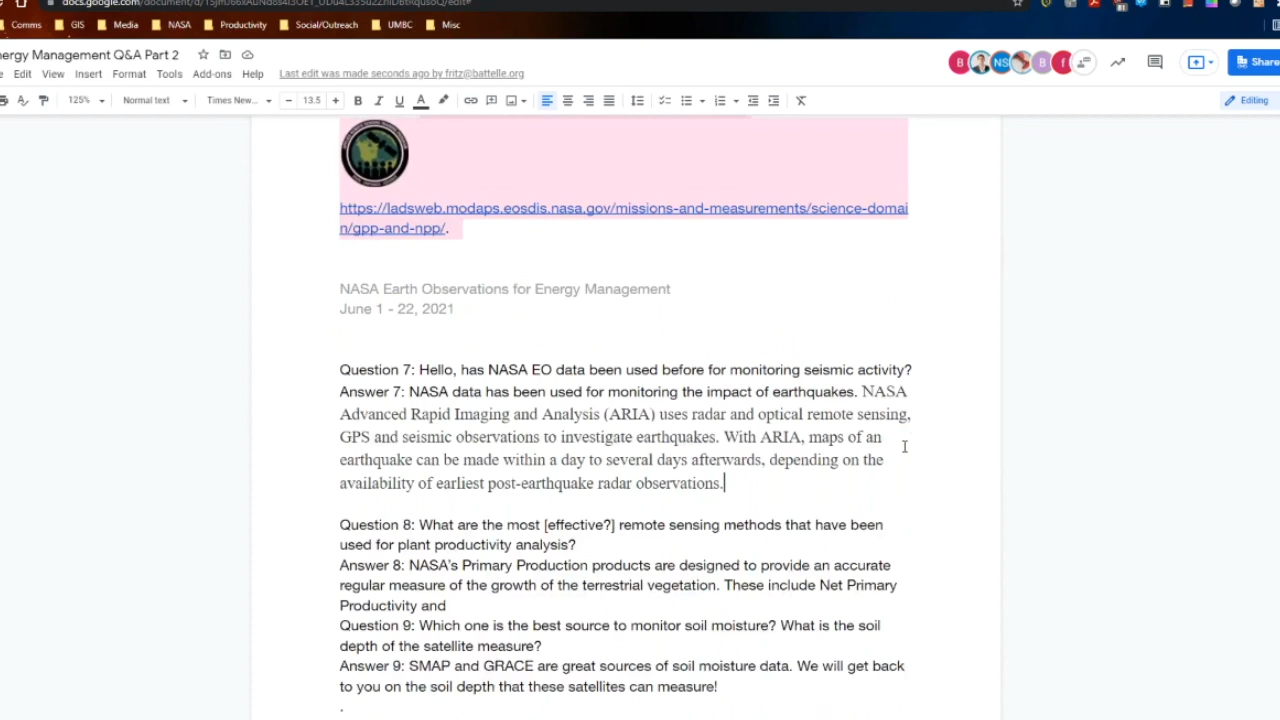 Comms GIS Media NASA Productivity Social/Outreach UMBC Misc
nergy Management Q&A Part 2
Edit View Insert Format Tools Add-ons Help Last edit was made seconds ago by fritz@battelle.org
B NS B f Share
125% Normal text Times New... 13.5 B I U A Editing
https://ladsweb.modaps.eosdis.nasa.gov/missions-and-measurements/science-domai
n/gpp-and-npp/.
NASA Earth Observations for Energy Management
June 1 - 22, 2021
Question 7: Hello, has NASA EO data been used before for monitoring seismic activity?
Answer 7: NASA data has been used for monitoring the impact of earthquakes. NASA
Advanced Rapid Imaging and Analysis (ARIA) uses radar and optical remote sensing,
GPS and seismic observations to investigate earthquakes. With ARIA, maps of an
earthquake can be made within a day to several days afterwards, depending on the
availability of earliest post-earthquake radar observations.
Question 8: What are the most [effective?] remote sensing methods that have been
used for plant productivity analysis?
Answer 8: NASA's Primary Production products are designed to provide an accurate
regular measure of the growth of the terrestrial vegetation. These include Net Primary
Productivity and
Question 9: Which one is the best source to monitor soil moisture? What is the soil
depth of the satellite measure?
Answer 9: SMAP and GRACE are great sources of soil moisture data. We will get back
to you on the soil depth that these satellites can measure!
.